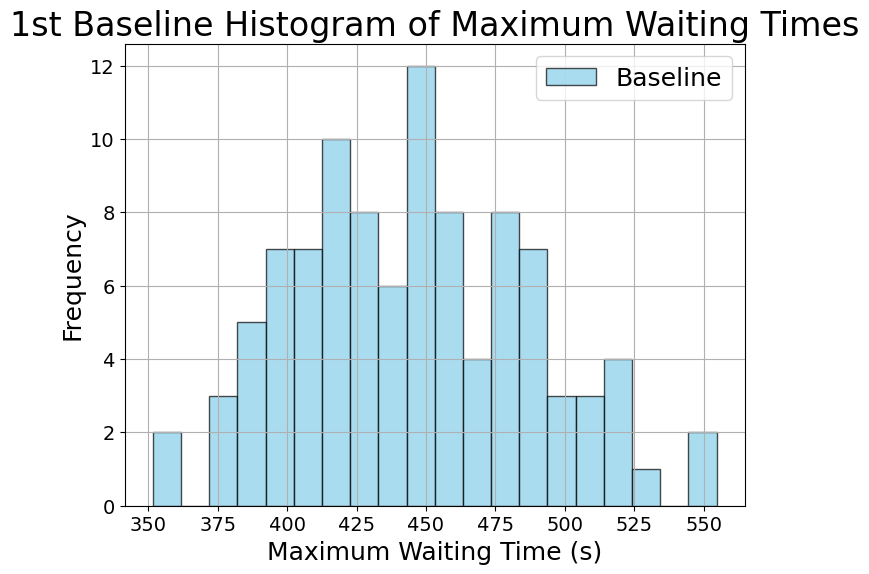 1st Baseline Histogram of Maximum Waiting Times
Baseline
Frequency
12
10
8
6
4
2
0
350 375 400 425 450 475 500 525 550
Maximum Waiting Time (s)